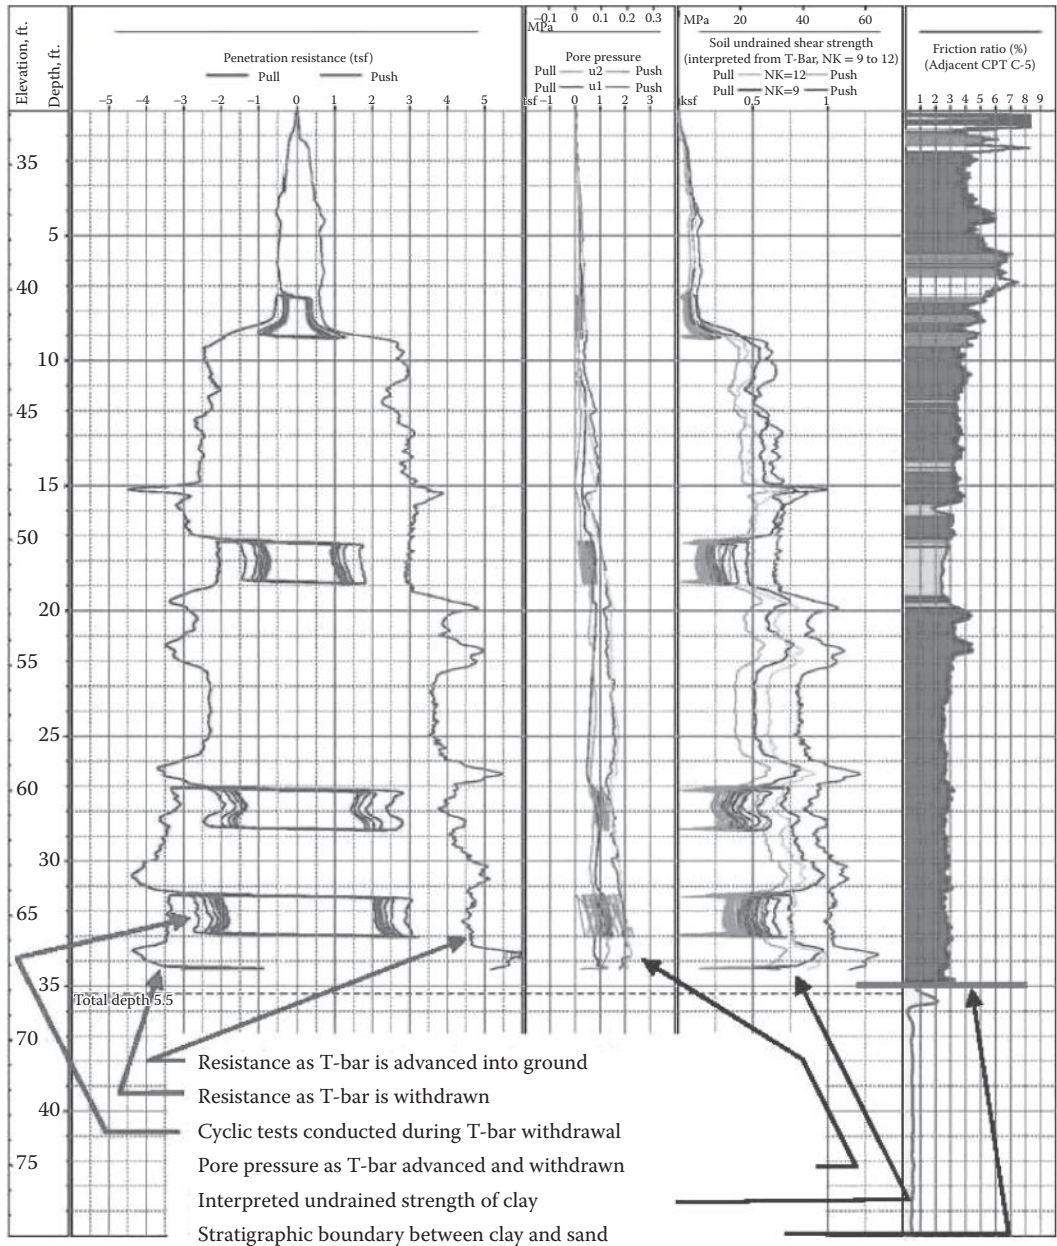 Elevation, ft.
Depth, ft.
Penetration resistance (tsf)
Pull Push
−5 −4 −3 −2 −1 0 1 2 3 4 5
−0.1 0 0.1 0.2 0.3
MPa
Pore pressure
Pull u2 Push
Pull u1 Push
tsf −1 0 1 2 3
MPa 20 40 60
Soil undrained shear strength
(interpreted from T-Bar, NK = 9 to 12)
Pull NK=12 Push
Pull NK=9 Push
ksf 0.5 1
Friction ratio (%)
(Adjacent CPT C-5)
1 2 3 4 5 6 7 8 9
35
5
40
10
45
15
50
20
55
25
60
30
65
35
Total depth 5.5
70
40
75
Resistance as T-bar is advanced into ground
Resistance as T-bar is withdrawn
Cyclic tests conducted during T-bar withdrawal
Pore pressure as T-bar advanced and withdrawn
Interpreted undrained strength of clay
Stratigraphic boundary between clay and sand